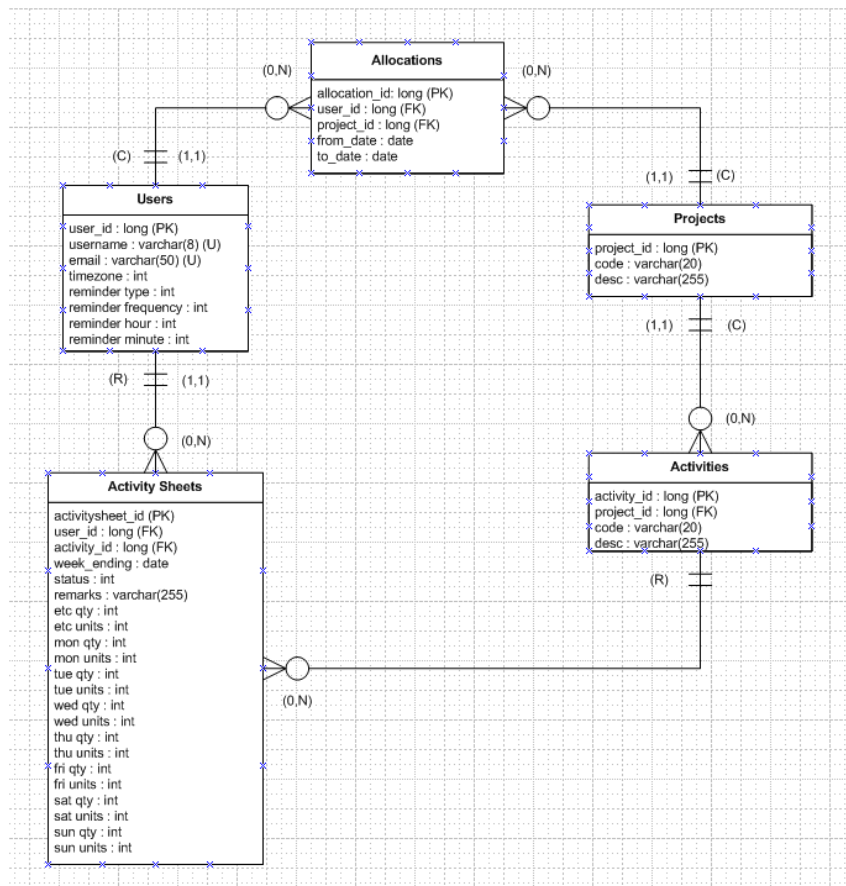 Allocations
allocation_id: long (PK)
user_id : long (FK)
project_id : long (FK)
from_date : date
to_date : date
(0,N)
(0,N)
(C)
(1,1)
(1,1)
(C)
Users
user_id : long (PK)
username : varchar(8) (U)
email : varchar(50) (U)
timezone : int
reminder type : int
reminder frequency : int
reminder hour : int
reminder minute : int
Projects
project_id : long (PK)
code : varchar(20)
desc : varchar(255)
(1,1)
(C)
(R)
(1,1)
(0,N)
(0,N)
Activities
activity_id : long (PK)
project_id : long (FK)
code : varchar(20)
desc : varchar(255)
(R)
Activity Sheets
activitysheet_id (PK)
user_id : long (FK)
activity_id : long (FK)
week_ending : date
status : int
remarks : varchar(255)
etc qty : int
etc units : int
mon qty : int
mon units : int
tue qty : int
tue units : int
wed qty : int
wed units : int
thu qty : int
thu units : int
fri qty : int
fri units : int
sat qty : int
sat units : int
sun qty : int
sun units : int
(0,N)